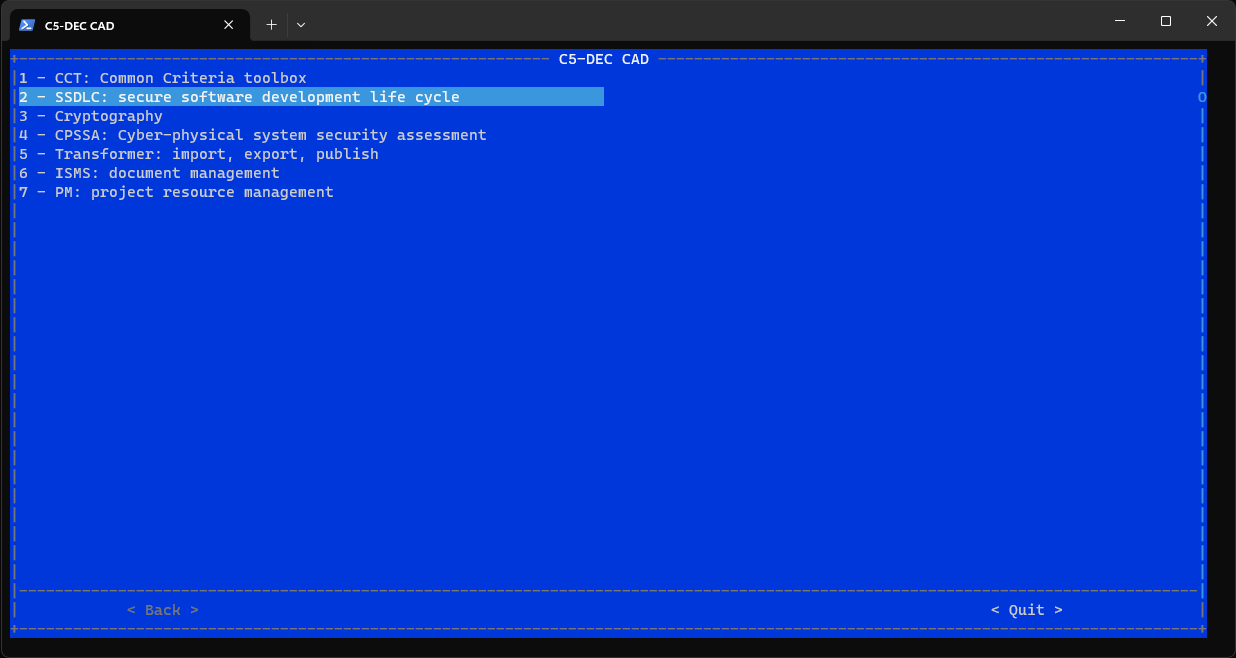 C5-DEC CAD
C5-DEC CAD
1 - CCT: Common Criteria toolbox
2 - SSDLC: secure software development life cycle
3 - Cryptography
4 - CPSSA: Cyber-physical system security assessment
5 - Transformer: import, export, publish
6 - ISMS: document management
7 - PM: project resource management
< Back >
< Quit >